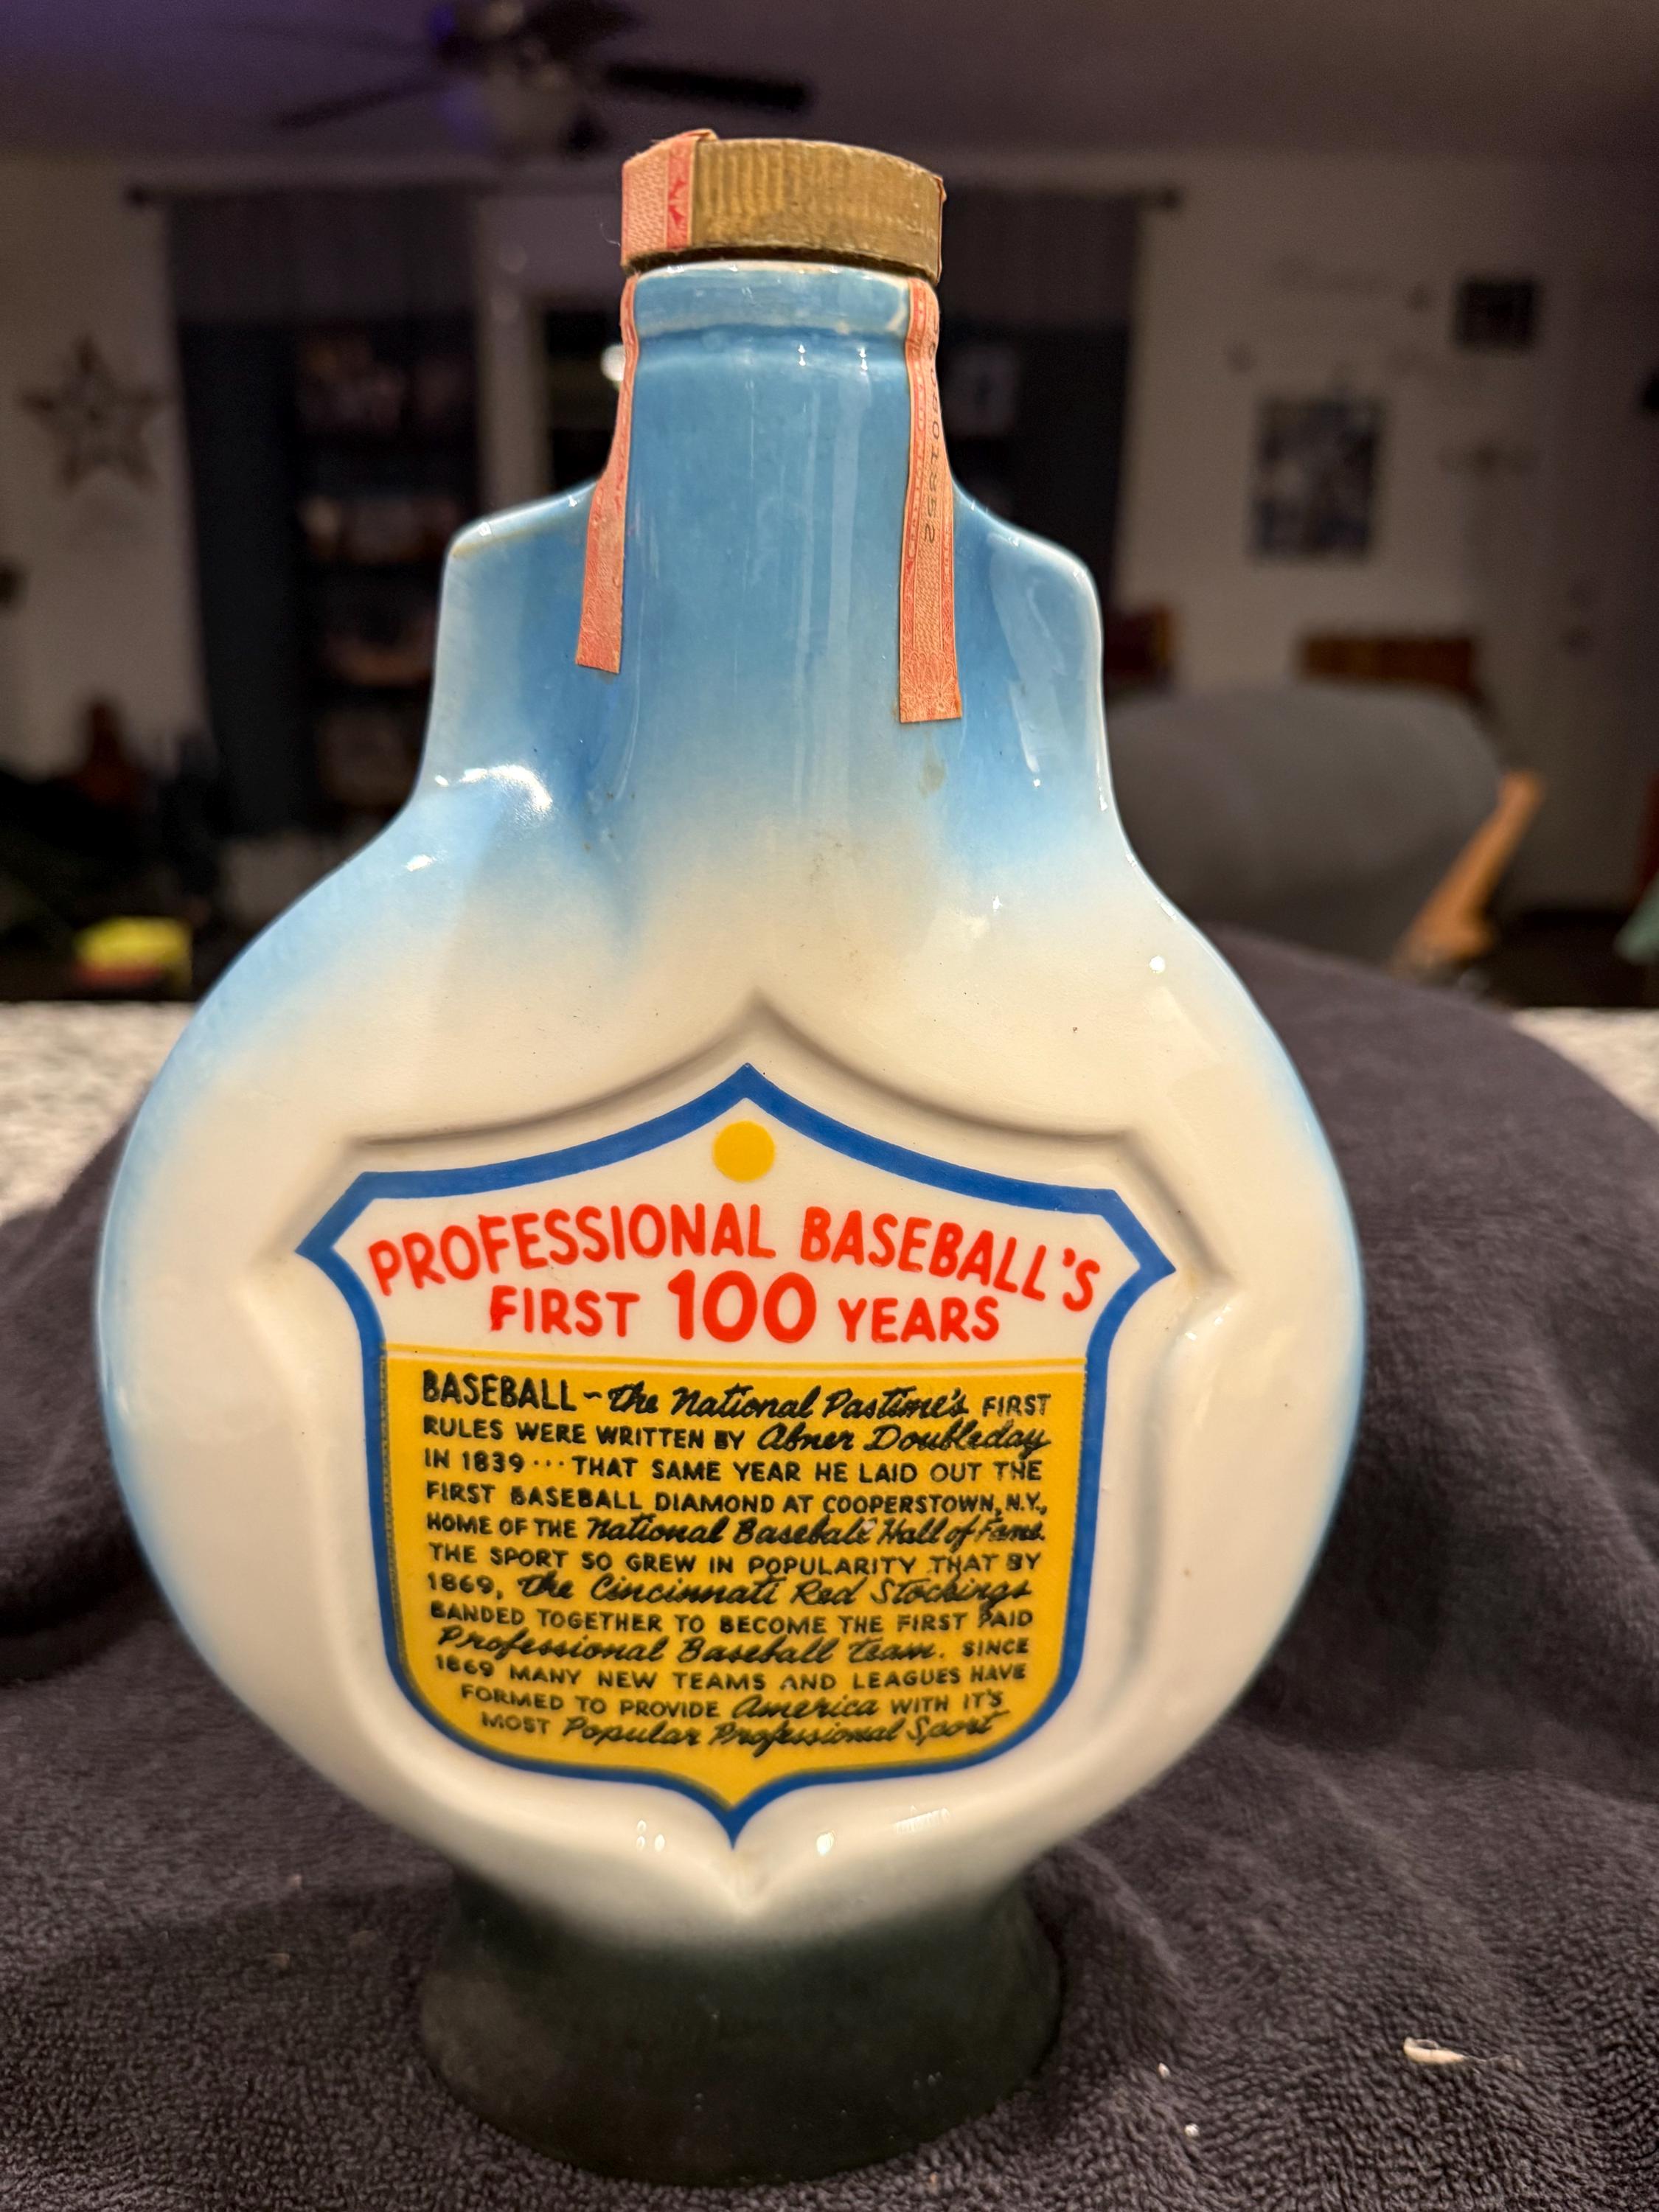 PROFESSIONAL BASEBALL'S
FIRST 100 YEARS
BASEBALL~the National Pastime's FIRST
RULES WERE WRITTEN BY Abner Doubleday
IN 1839...THAT SAME YEAR HE LAID OUT THE
FIRST BASEBALL DIAMOND AT COOPERSTOWN, N.Y.,
HOME OF THE National Baseball Hall of Fame.
THE SPORT SO GREW IN POPULARITY THAT BY
1869, the Cincinnati Red Stockings
BANDED TOGETHER TO BECOME THE FIRST PAID
Professional Baseball team. SINCE
1869 MANY NEW TEAMS AND LEAGUES HAVE
FORMED TO PROVIDE America WITH IT'S
MOST Popular Professional Sport